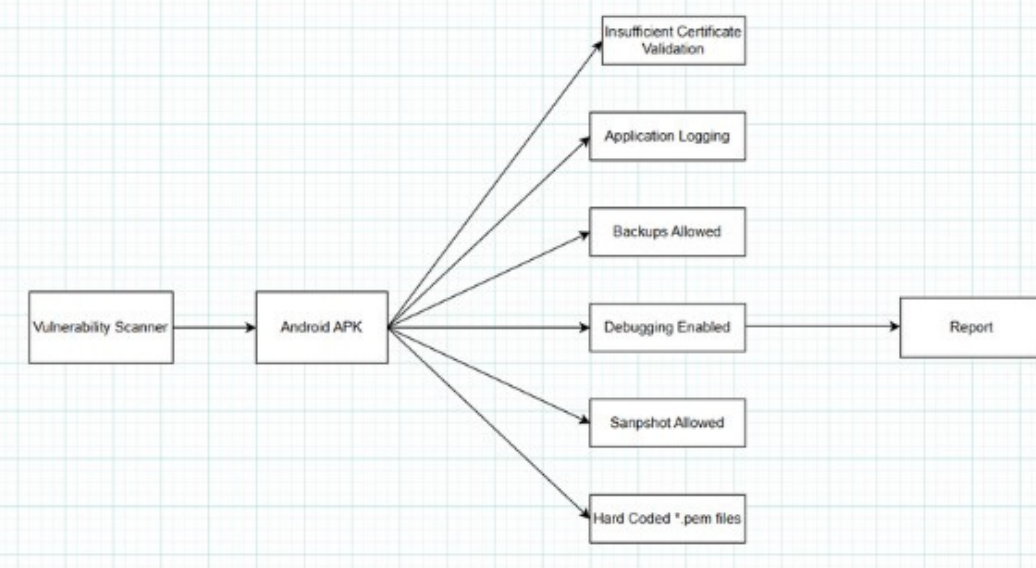 Insufficient Certificate
Validation
Application Logging
Backups Allowed
Vulnerability Scanner
Android APK
Debugging Enabled
Report
Sanpshot Allowed
Hard Coded *.pem files